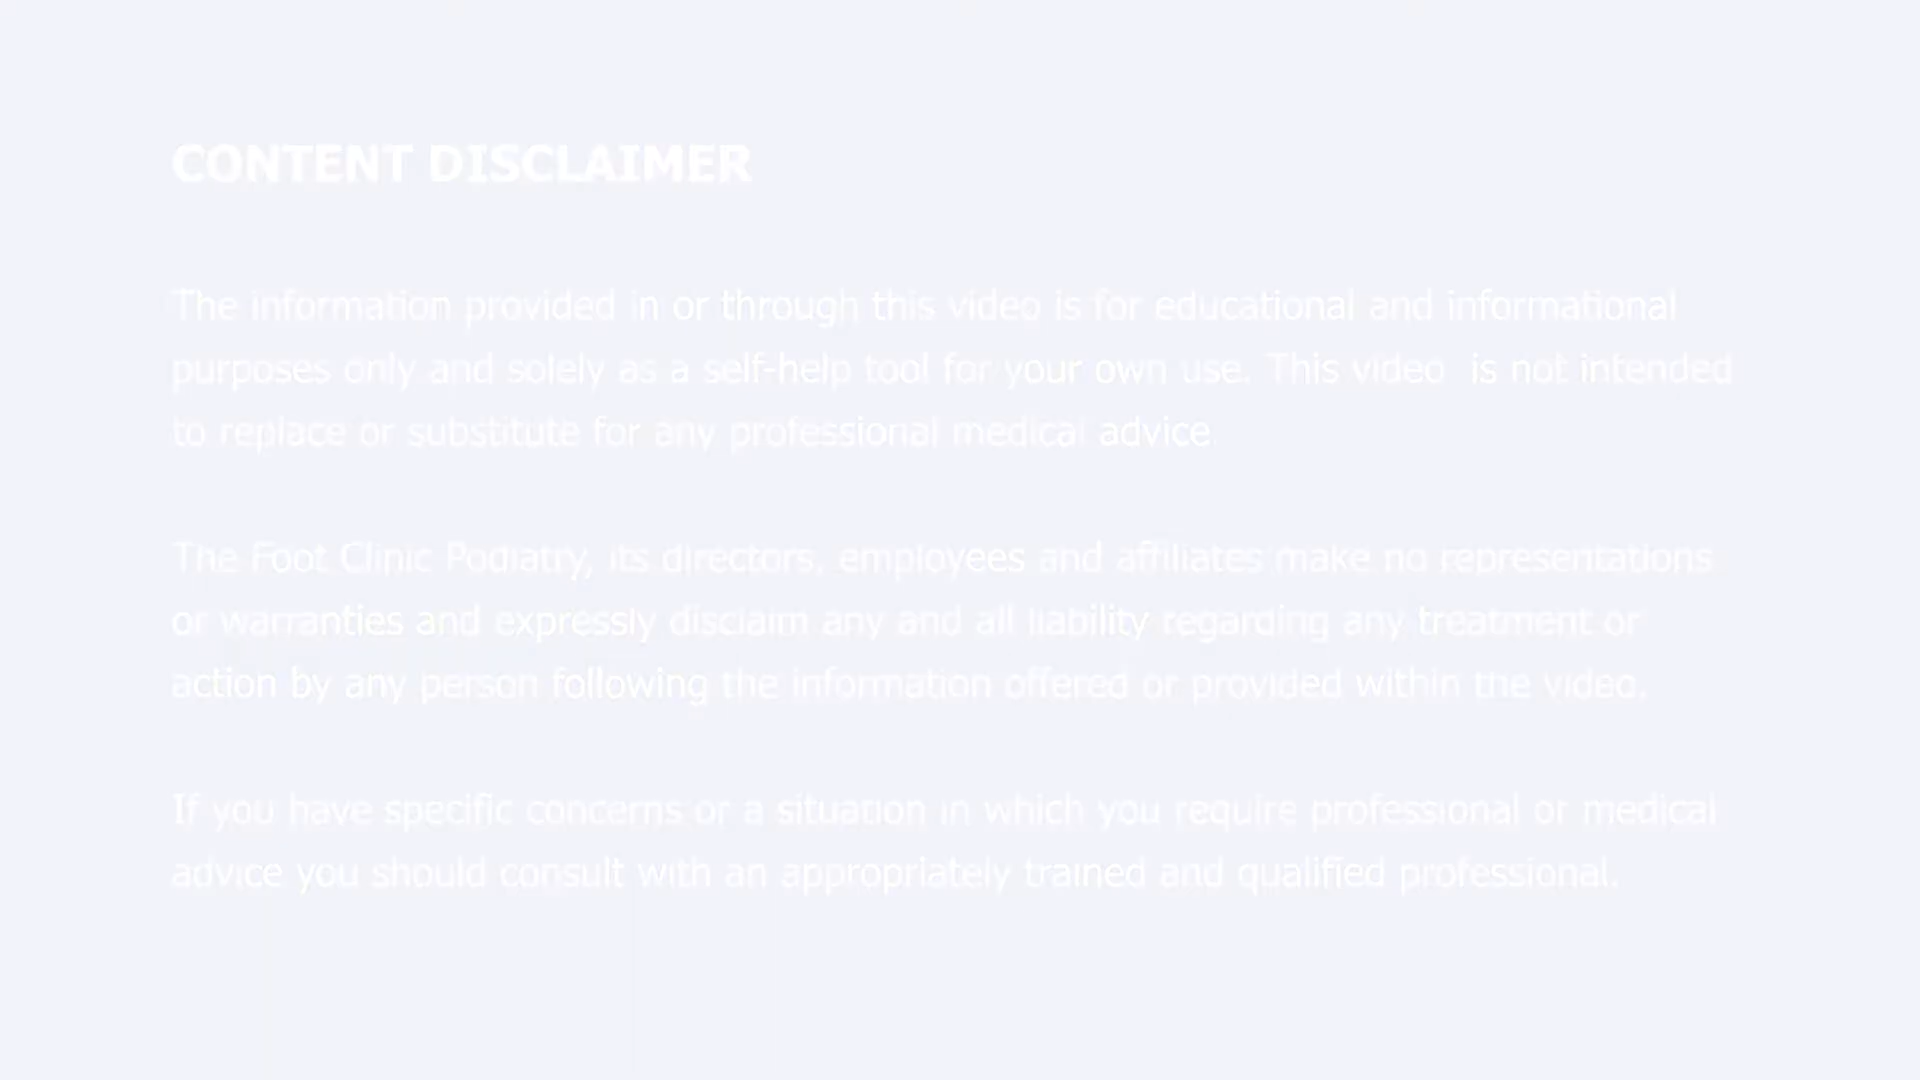 CONTENT DISCLAIMER
The information provided in or through this video is for educational and informational
purposes only and solely as a self-help tool for your own use. This video is not intended
to replace or substitute for any professional medical advice
The Foot Clinic Podiatry, its directors, employees and affiliates make no representations
or warranties and expressly disclaim any and all liability regarding any treatment or
action by any person following the information offered or provided within the video.
If you have specific concerns or a situation in which you require professional or medical
advice you should consult with an appropriately trained and qualified professional.